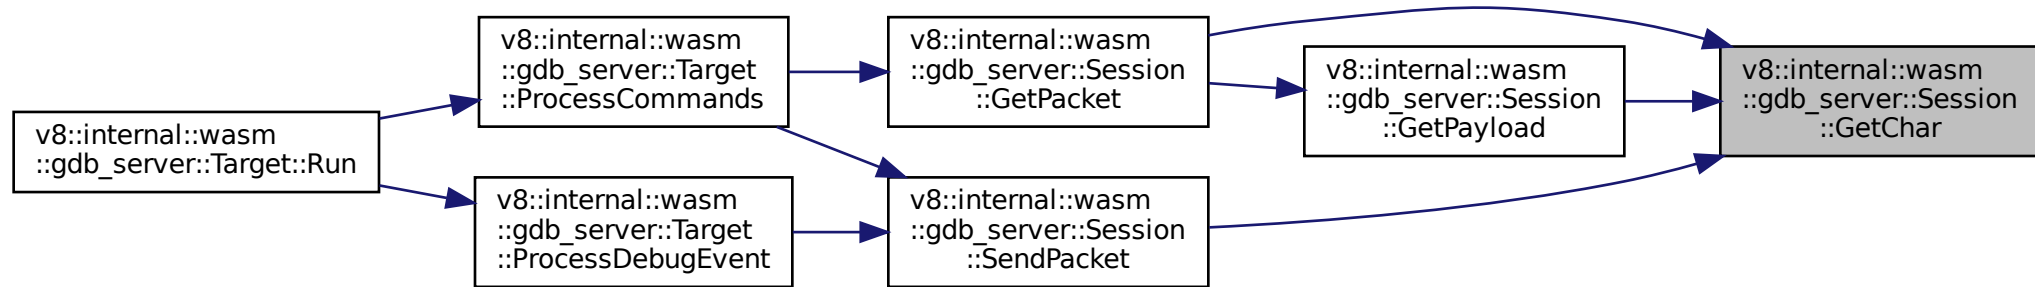 v8::internal::wasm
::gdb_server::Target::Run
v8::internal::wasm
::gdb_server::Target
::ProcessCommands
v8::internal::wasm
::gdb_server::Target
::ProcessDebugEvent
v8::internal::wasm
::gdb_server::Session
::GetPacket
v8::internal::wasm
::gdb_server::Session
::SendPacket
v8::internal::wasm
::gdb_server::Session
::GetPayload
v8::internal::wasm
::gdb_server::Session
::GetChar